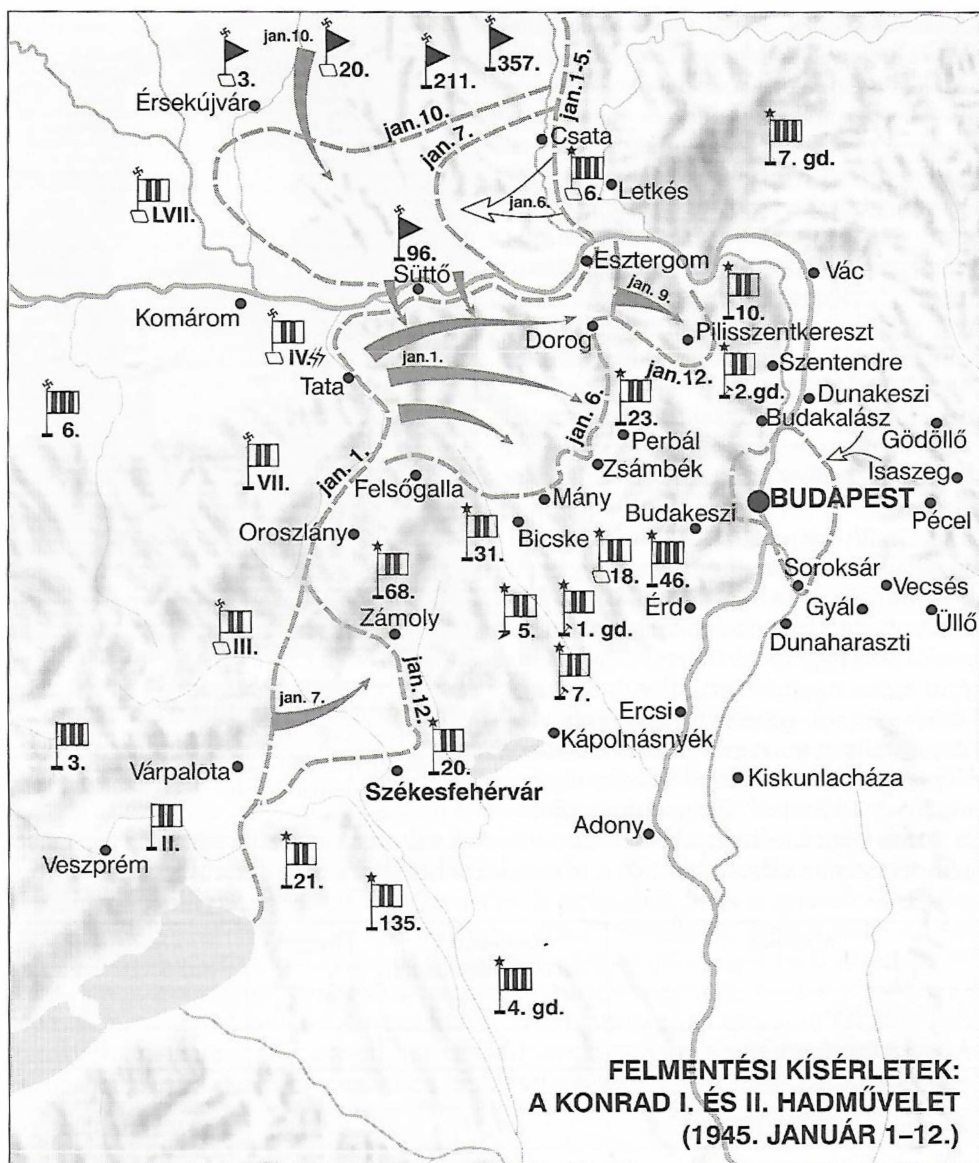 jan.10.
3.
20.
211.
357.
Érsekújvár
jan.1-5.
jan.10.
jan. 7.
Csata
7. gd.
6.
Letkés
LVII.
jan.6.
96.
Süttő
Esztergom
Vác
Komárom
jan. 9.
10.
IV.
Dorog
Pilisszentkereszt
jan.1.
Tata
jan.12.
2.gd.
Szentendre
6.
jan. 6.
23.
Dunakeszi
Budakalász
Perbál
Gödöllő
VII.
jan. 1.
Felsőgalla
Zsámbék
Isaszeg
Mány
BUDAPEST
Pécel
Oroszlány
31.
Bicske
Budakeszi
68.
18.
46.
Soroksár
Vecsés
Zámoly
5.
1. gd.
Érd
Gyál
Üllő
III.
Dunaharaszti
jan. 7.
jan.12.
7.
Ercsi
3.
20.
Kápolnásnyék
Várpalota
Székesfehérvár
Kiskunlacháza
II.
Adony
Veszprém
21.
135.
4. gd.
FELMENTÉSI KÍSÉRLETEK:
A KONRAD I. ÉS II. HADMŰVELET
(1945. JANUÁR 1–12.)